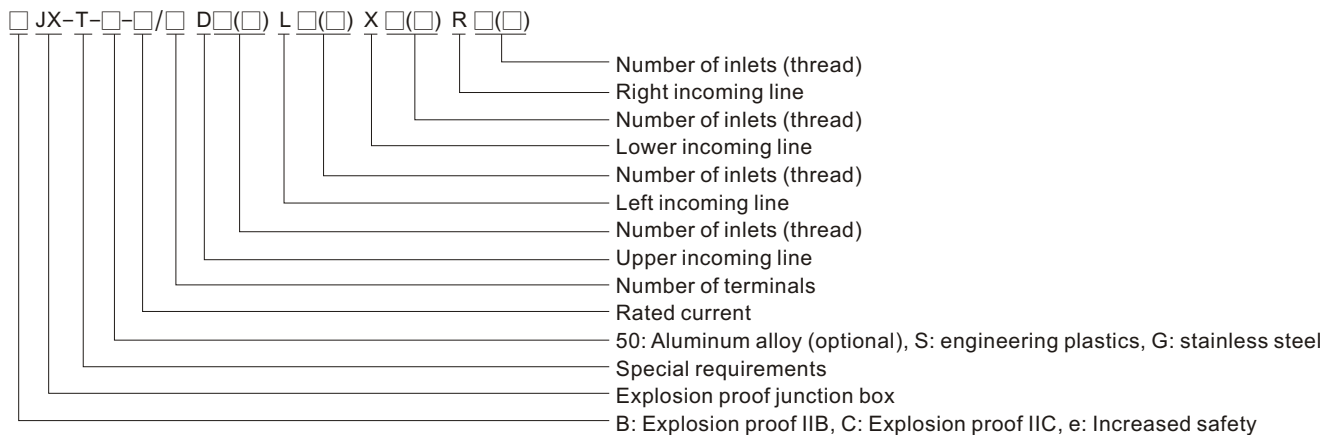 □ JX-T-□-□/□ D□(□) L □(□) X □(□) R □(□)
Number of inlets (thread)
Right incoming line
Number of inlets (thread)
Lower incoming line
Number of inlets (thread)
Left incoming line
Number of inlets (thread)
Upper incoming line
Number of terminals
Rated current
50: Aluminum alloy (optional), S: engineering plastics, G: stainless steel
Special requirements
Explosion proof junction box
B: Explosion proof IIB, C: Explosion proof IIC, e: Increased safety